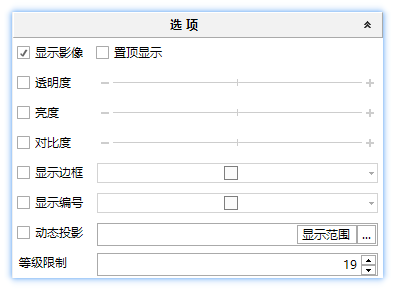 选 项
显示影像 置顶显示
透明度
亮度
对比度
显示边框
显示编号
动态投影 显示范围 ...
等级限制 19